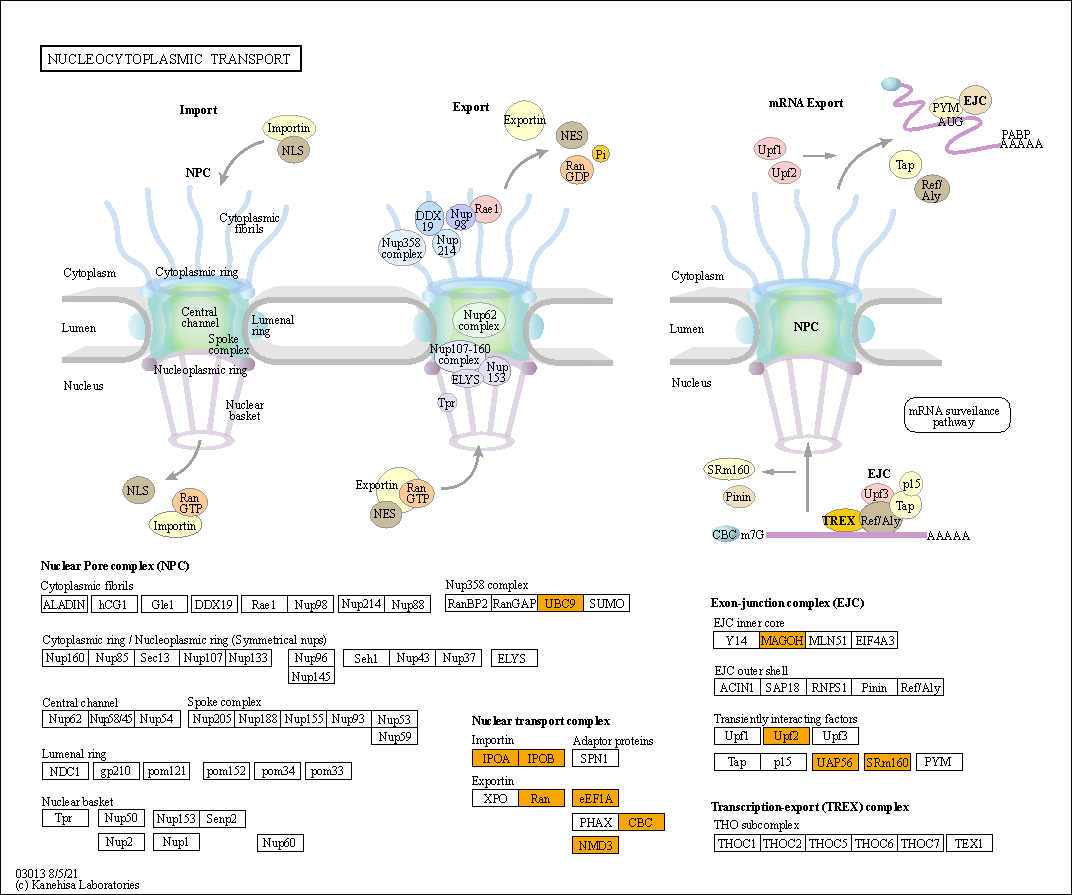 NUCLEOCYTOPLASMIC TRANSPORT
Import
Export
mRNA Export
Importin
NLS
NPC
Cytoplasmic
fibrils
Cytoplasm
Cytoplasmic ring
Central
channel
Lumenal
ring
Lumen
Spoke
complex
Nucleoplasmic ring
Nucleus
Nuclear
basket
NLS
Ran
GTP
Importin
Exportin
NES
Pi
Ran
GDP
DDX
19
Nup
98
Rae1
Nup358
complex
Nup
214
Nup62
complex
Nup107-160
complex
Nup
153
ELYS
Tpr
Exportin
Ran
GTP
NES
PYM
EJC
AUG
PABP
AAAAA
Upf1
Upf2
Tap
Ref/
Aly
Cytoplasm
Lumen
NPC
Nucleus
mRNA surveilance
pathway
SRm160
Pinin
EJC
Upf3
p15
Tap
TREX
Ref/Aly
CBC
m7G
AAAAA
Nuclear Pore complex (NPC)
Cytoplasmic fibrils
ALADIN
hCG1
Gle1
DDX19
Rae1
Nup98
Nup214
Nup88
Nup358 complex
RanBP2
RanGAP
UBC9
SUMO
Cytoplasmic ring / Nucleoplasmic ring (Symmetrical nups)
Nup160
Nup85
Sec13
Nup107
Nup133
Nup96
Seh1
Nup43
Nup37
ELYS
Nup145
Central channel
Nup62
Nup58/45
Nup54
Spoke complex
Nup205
Nup188
Nup155
Nup93
Nup53
Nup59
Lumenal ring
NDC1
gp210
pom121
pom152
pom34
pom33
Nuclear basket
Tpr
Nup50
Nup153
Senp2
Nup2
Nup1
Nup60
Nuclear transport complex
Importin
IPOA
IPOB
Adaptor proteins
SPN1
Exportin
XPO
Ran
eEF1A
PHAX
CBC
NMD3
Exon-junction complex (EJC)
EJC inner core
Y14
MAGOH
MLN51
EIF4A3
EJC outer shell
ACIN1
SAP18
RNPS1
Pinin
Ref/Aly
Transiently interacting factors
Upf1
Upf2
Upf3
Tap
p15
UAP56
SRm160
PYM
Transcription-export (TREX) complex
THO subcomplex
THOC1
THOC2
THOC5
THOC6
THOC7
TEX1
03013 8/5/21
(c) Kanehisa Laboratories